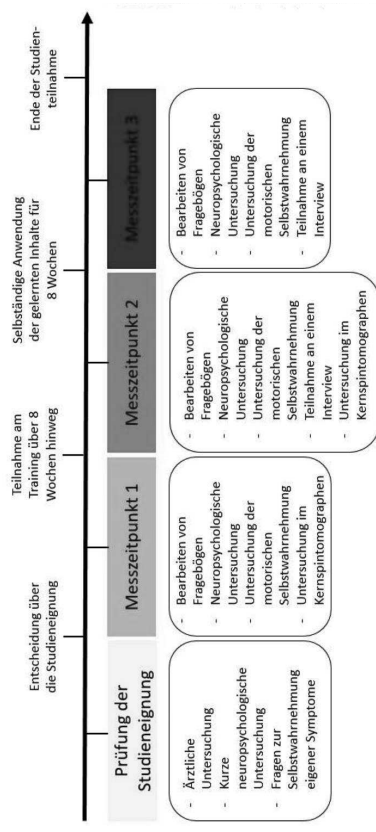 Entscheidung über
die Studieneignung
Teilnahme am
Training über 8
Wochen hinweg
Selbständige Anwendung
der gelernten Inhalte für
8 Wochen
Ende der Studien-
teilnahme
Prüfung der
Studieneignung
Messzeitpunkt 1
Messzeitpunkt 2
Messzeitpunkt 3
- Ärztliche
Untersuchung
- Kurze
neuropsychologische
Untersuchung
- Fragen zur
Selbstwahrnehmung
eigener Symptome
- Bearbeiten von
Fragebögen
- Neuropsychologische
Untersuchung
- Untersuchung der
motorischen
Selbstwahrnehmung
- Untersuchung im
Kernspintomographen
- Bearbeiten von
Fragebögen
- Neuropsychologische
Untersuchung
- Untersuchung der
motorischen
Selbstwahrnehmung
- Teilnahme an einem
Interview
- Untersuchung im
Kernspintomographen
- Bearbeiten von
Fragebögen
- Neuropsychologische
Untersuchung
- Untersuchung der
motorischen
Selbstwahrnehmung
- Teilnahme an einem
Interview